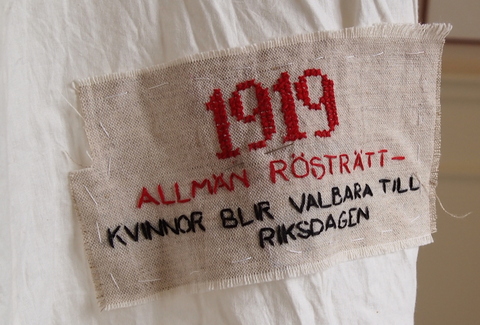 1919
ALLMÄN RÖSTRÄTT-
KVINNOR BLIR VALBARA TILL
RIKSDAGEN